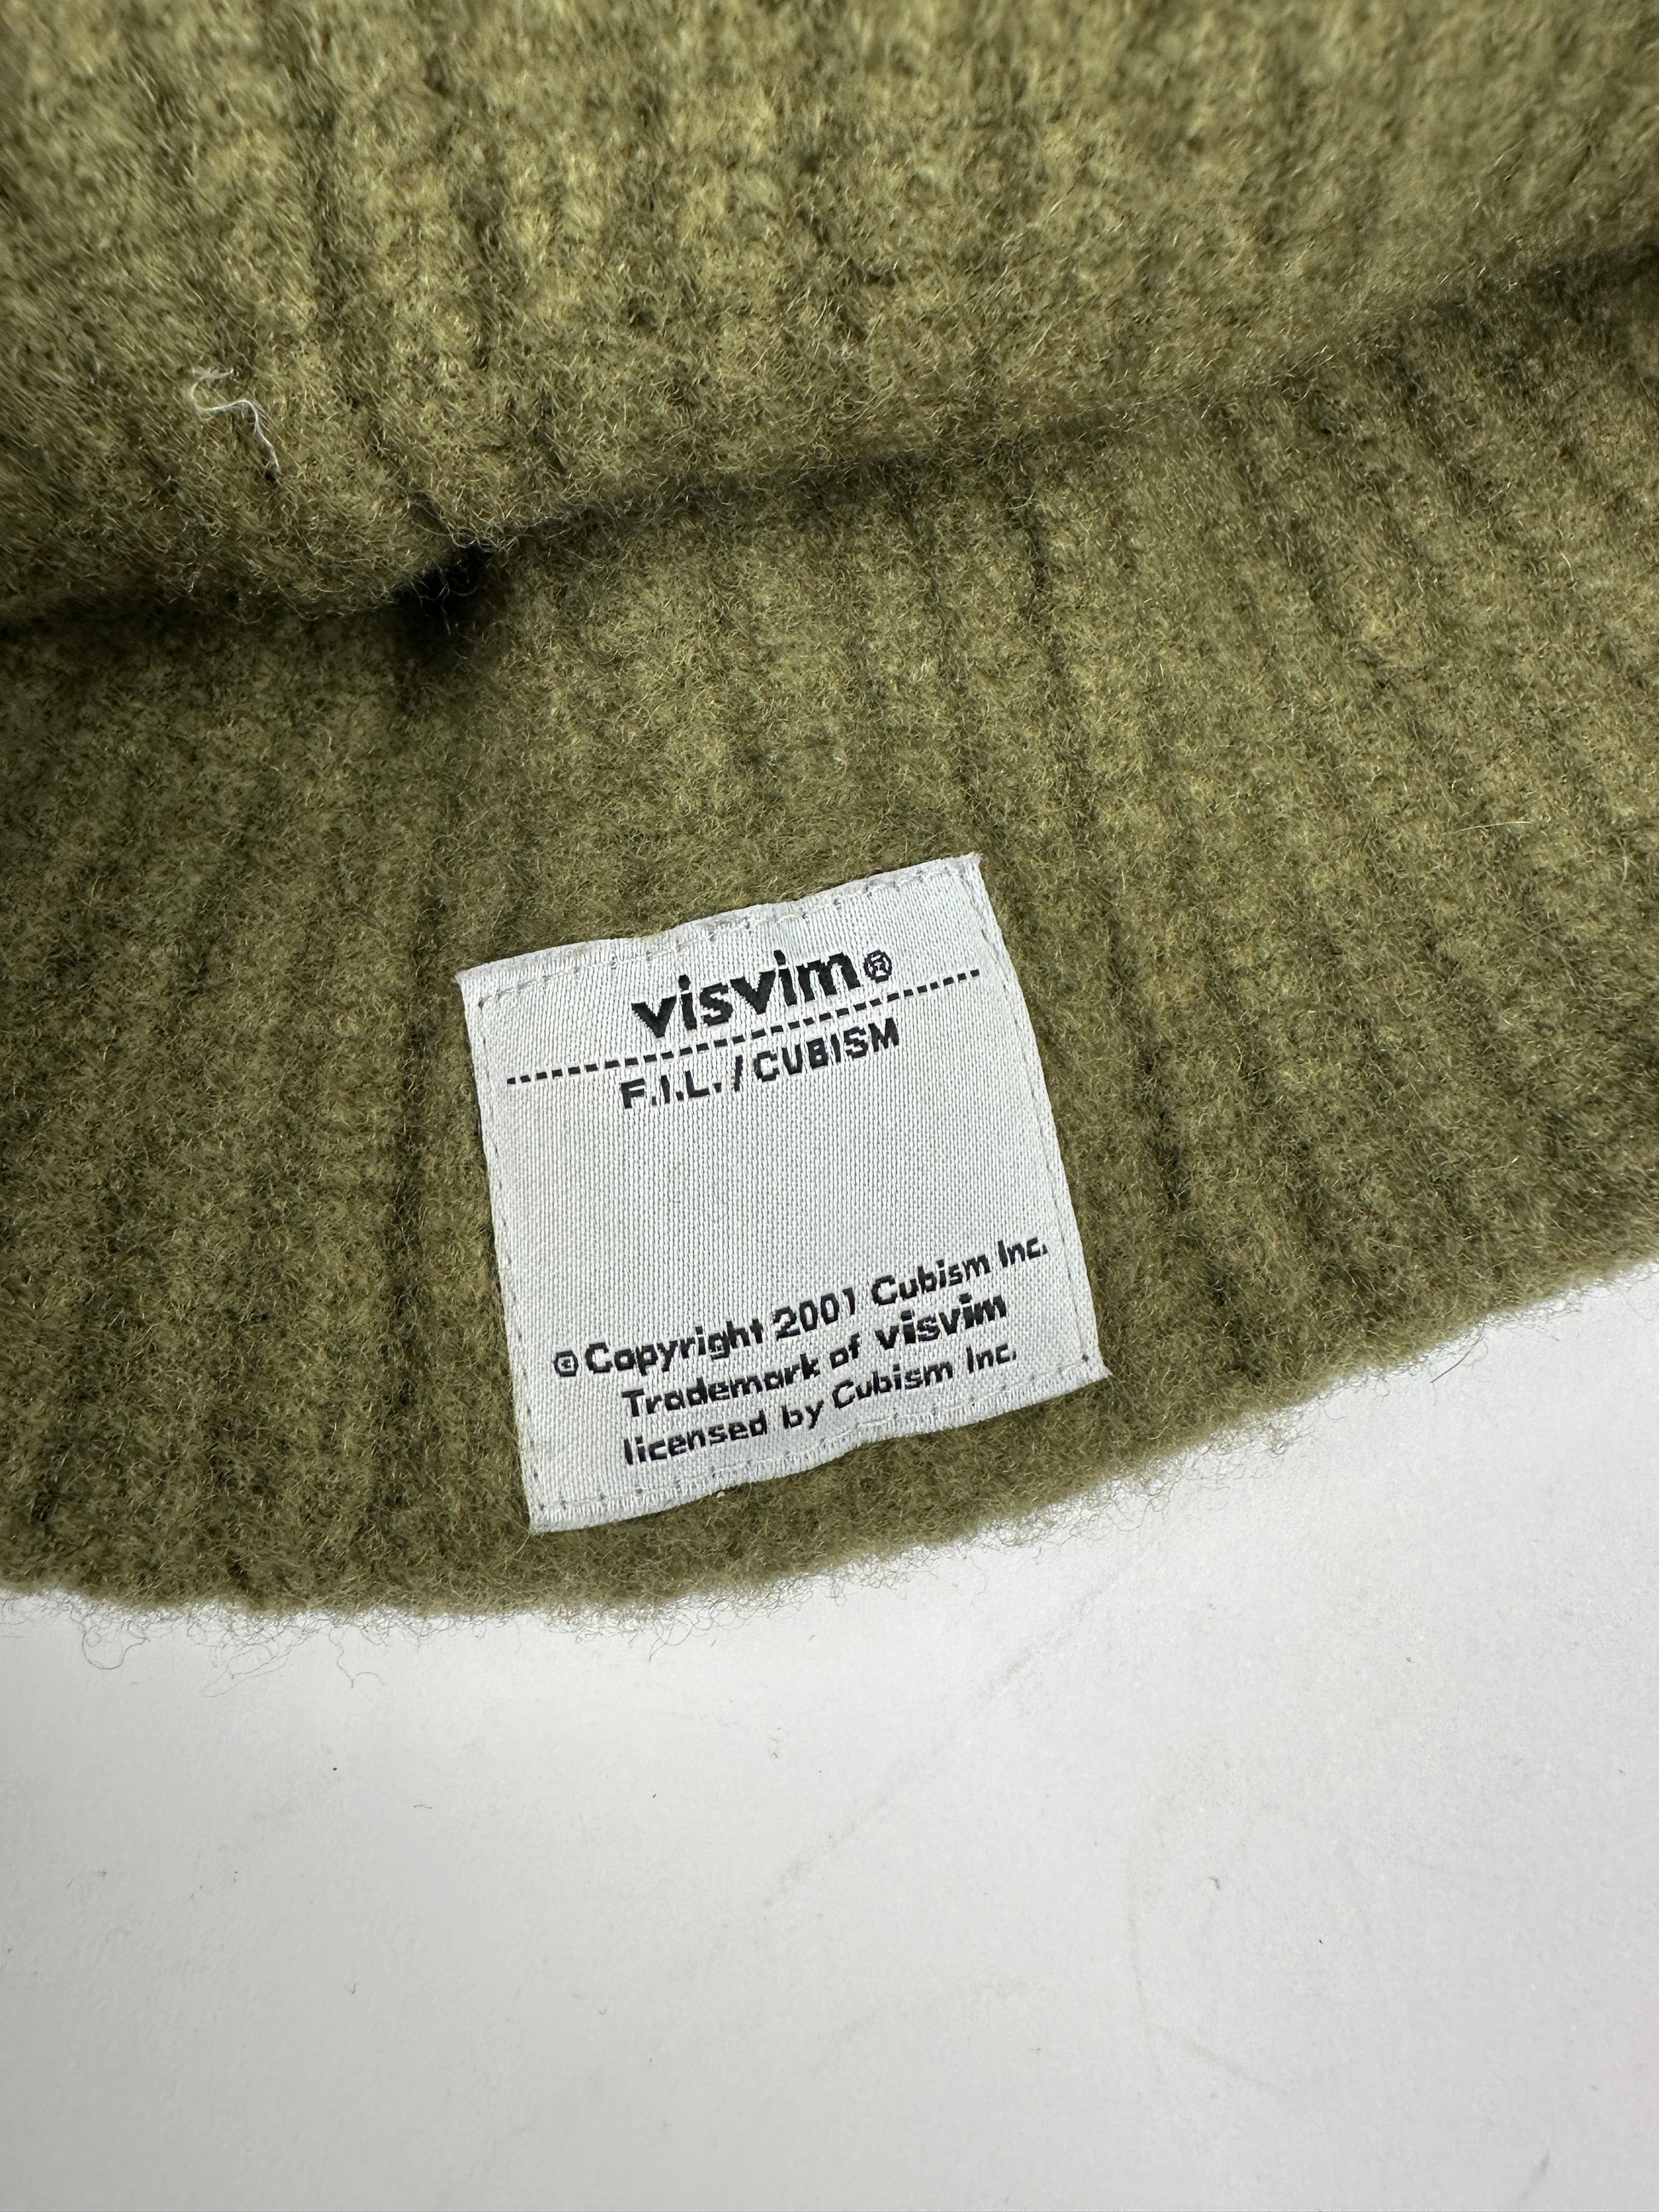 visvim®
F.I.L./CUBISM
©Copyright 2001 Cubism Inc.
Trademark of visvim
licensed by Cubism Inc.